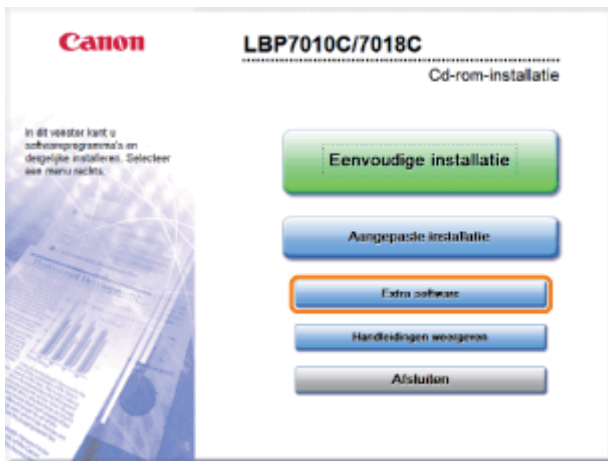 Canon
LBP7010C/7018C
Cd-rom-installatie
In dit venster kunt u
softwareprogramma's en
dergelijke installeren. Selecteer
een menu rechts.
Eenvoudige installatie
Aangepaste installatie
Extra software
Handleidingen weergeven
Afsluiten